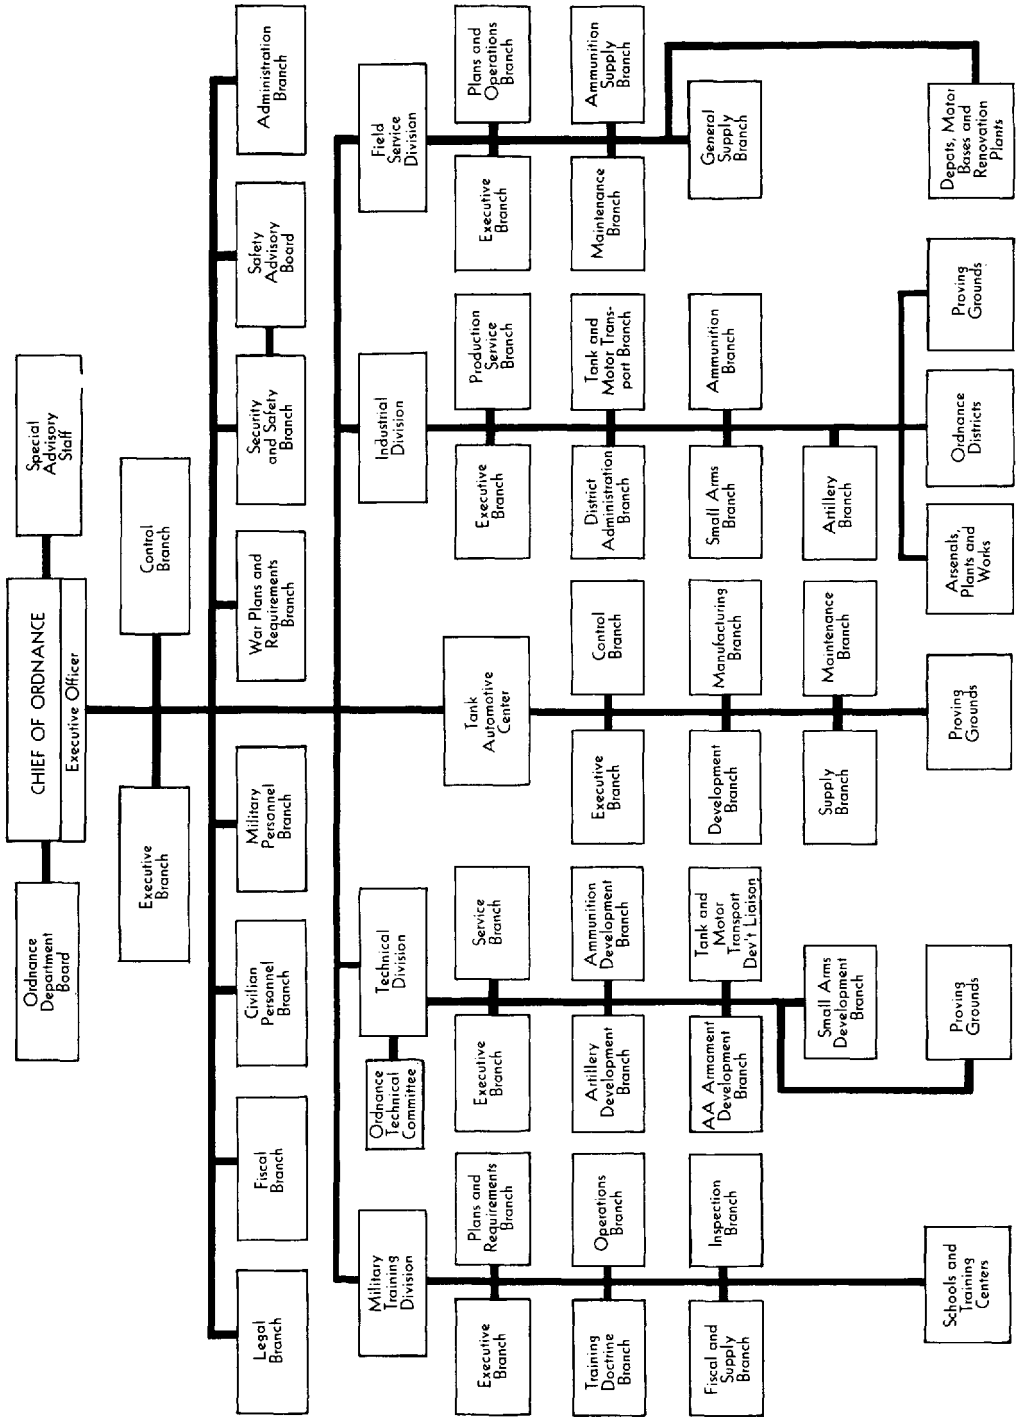 CHIEF OF ORDNANCE
Executive Officer
Ordnance
Department
Board
Special
Advisory
Staff
Executive
Branch
Control
Branch
Legal
Branch
Fiscal
Branch
Civilian
Personnel
Branch
Military
Personnel
Branch
War Plans and
Requirements
Branch
Security
and Safety
Branch
Safety
Advisory
Board
Administration
Branch
Military
Training
Division
Ordnance
Technical
Committee
Technical
Division
Tank
Automotive
Center
Industrial
Division
Field
Service
Division
Executive
Branch
Plans and
Requirements
Branch
Training
Doctrine
Branch
Operations
Branch
Fiscal and
Supply
Branch
Inspection
Branch
Schools and
Training
Centers
Executive
Branch
Service
Branch
Artillery
Development
Branch
Ammunition
Development
Branch
AA Armament
Development
Branch
Tank and
Motor
Transport
Dev't Liaison
Small Arms
Development
Branch
Proving
Grounds
Executive
Branch
Control
Branch
Development
Branch
Manufacturing
Branch
Supply
Branch
Maintenance
Branch
Proving
Grounds
Executive
Branch
Production
Service
Branch
District
Administration
Branch
Tank and
Motor Trans-
port Branch
Small Arms
Branch
Ammunition
Branch
Artillery
Branch
Arsenals,
Plants and
Works
Ordnance
Districts
Proving
Grounds
Executive
Branch
Plans and
Operations
Branch
Maintenance
Branch
Ammunition
Supply
Branch
General
Supply
Branch
Depots, Motor
Bases and
Renovation
Plants